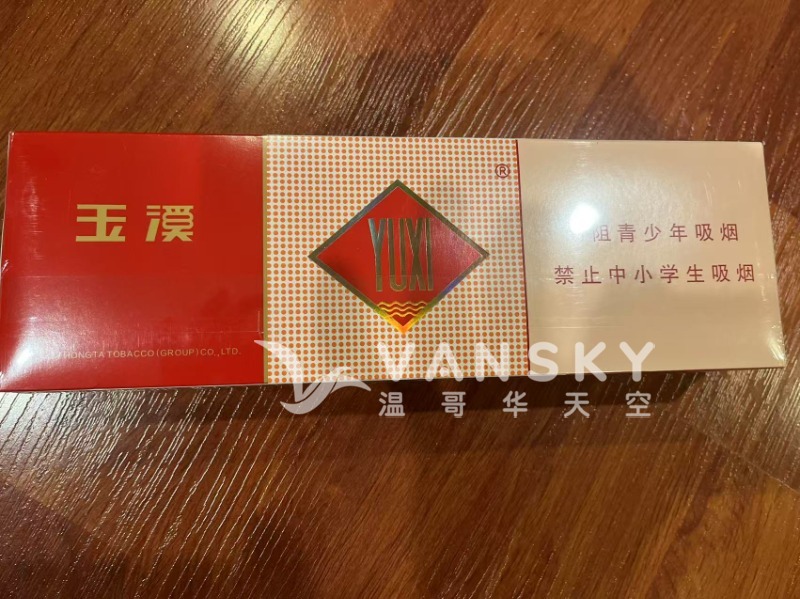 玉溪
HONGTA TOBACCO (GROUP) CO., LTD.
®
YUXI
阻青少年吸烟
禁止中小学生吸烟
VANSKY
温哥华天空